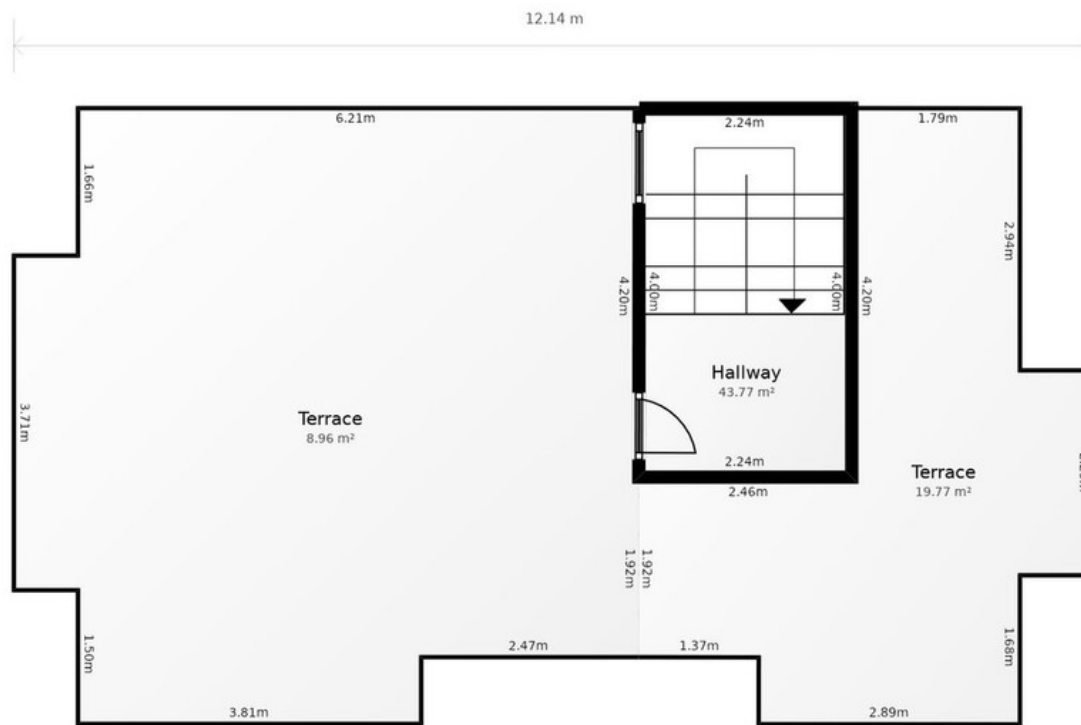 12.14 m
6.21m
2.24m
1.79m
1.66m
2.94m
4.20m
4.00m
4.00m
4.20m
Hallway
43.77 m²
3.71m
Terrace
8.96 m²
2.24m
2.46m
Terrace
19.77 m²
1.92m
1.92m
1.50m
2.47m
1.37m
1.68m
3.81m
2.89m